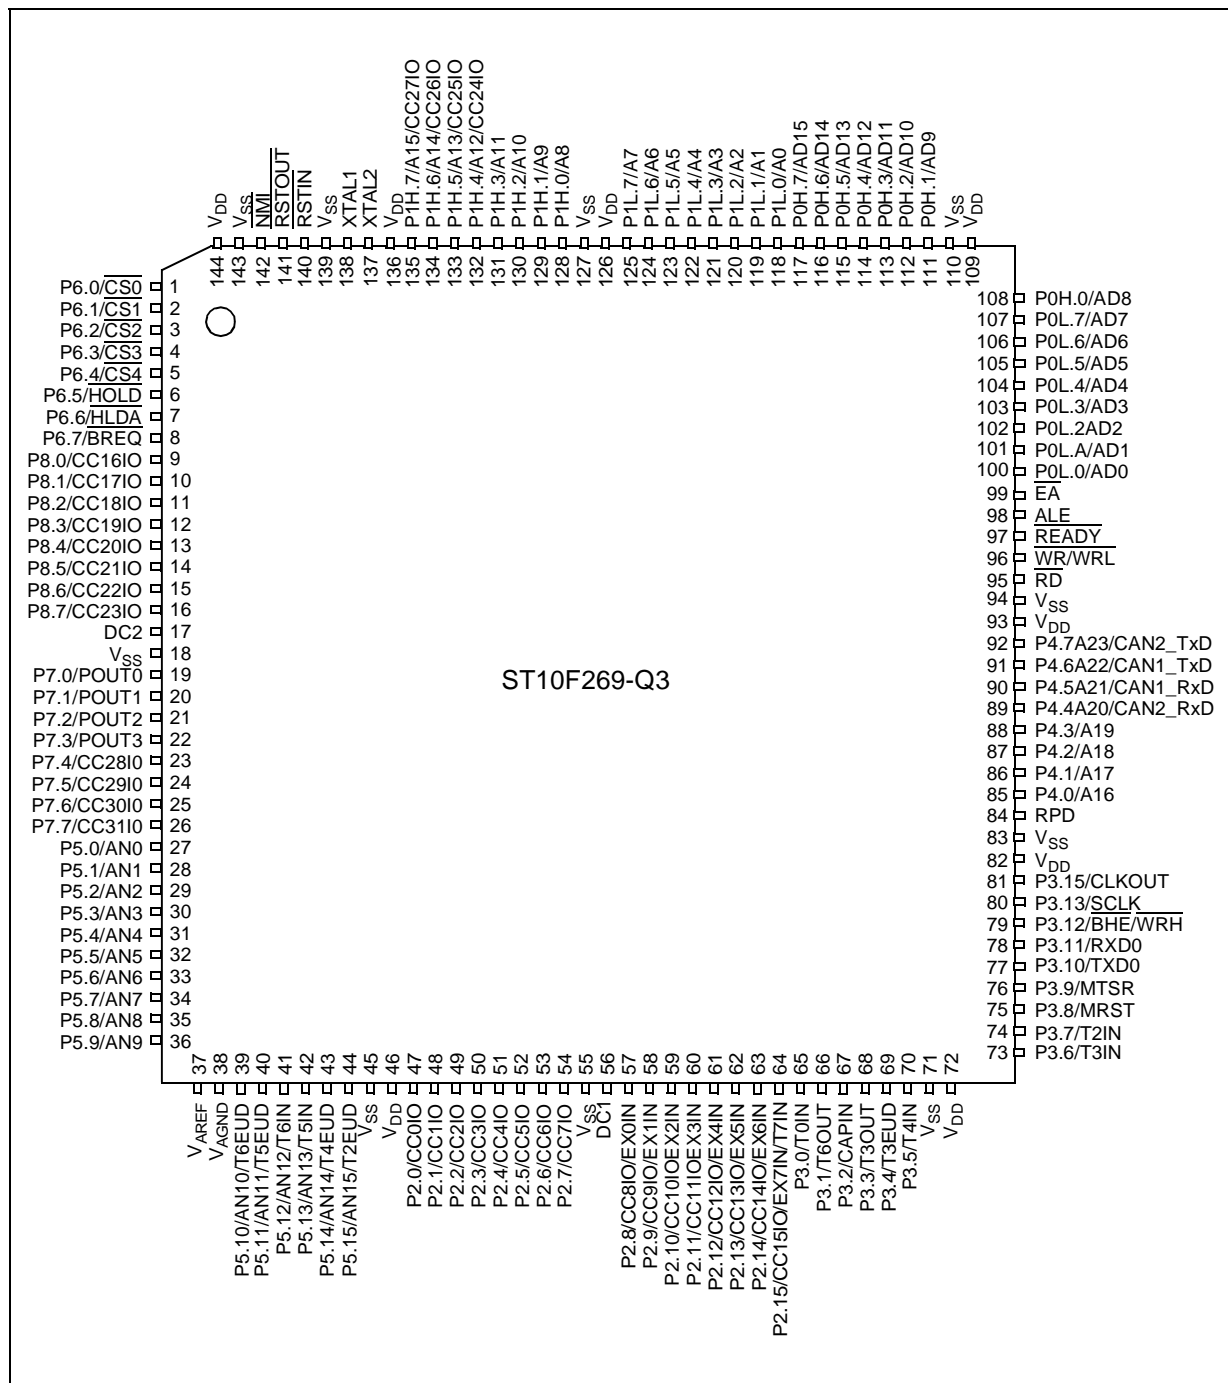 VDD
VSS
NMI
RSTOUT
RSTIN
VSS
XTAL1
XTAL2
VDD
P1H.7/A15/CC27IO
P1H.6/A14/CC26IO
P1H.5/A13/CC25IO
P1H.4/A12/CC24IO
P1H.3/A11
P1H.2/A10
P1H.1/A9
P1H.0/A8
VSS
VDD
P1L.7/A7
P1L.6/A6
P1L.5/A5
P1L.4/A4
P1L.3/A3
P1L.2/A2
P1L.1/A1
P1L.0/A0
P0H.7/AD15
P0H.6/AD14
P0H.5/AD13
P0H.4/AD12
P0H.3/AD11
P0H.2/AD10
P0H.1/AD9
VSS
VDD
144
143
142
141
140
139
138
137
136
135
134
133
132
131
130
129
128
127
126
125
124
123
122
121
120
119
118
117
116
115
114
113
112
111
110
109
P6.0/CS0 1
P6.1/CS1 2
P6.2/CS2 3
P6.3/CS3 4
P6.4/CS4 5
P6.5/HOLD 6
P6.6/HLDA 7
P6.7/BREQ 8
P8.0/CC16IO 9
P8.1/CC17IO 10
P8.2/CC18IO 11
P8.3/CC19IO 12
P8.4/CC20IO 13
P8.5/CC21IO 14
P8.6/CC22IO 15
P8.7/CC23IO 16
DC2 17
VSS 18
P7.0/POUT0 19
P7.1/POUT1 20
P7.2/POUT2 21
P7.3/POUT3 22
P7.4/CC28I0 23
P7.5/CC29I0 24
P7.6/CC30I0 25
P7.7/CC31I0 26
P5.0/AN0 27
P5.1/AN1 28
P5.2/AN2 29
P5.3/AN3 30
P5.4/AN4 31
P5.5/AN5 32
P5.6/AN6 33
P5.7/AN7 34
P5.8/AN8 35
P5.9/AN9 36
ST10F269-Q3
108 P0H.0/AD8
107 P0L.7/AD7
106 P0L.6/AD6
105 P0L.5/AD5
104 P0L.4/AD4
103 P0L.3/AD3
102 P0L.2AD2
101 P0L.A/AD1
100 P0L.0/AD0
99 EA
98 ALE
97 READY
96 WR/WRL
95 RD
94 VSS
93 VDD
92 P4.7A23/CAN2_TxD
91 P4.6A22/CAN1_TxD
90 P4.5A21/CAN1_RxD
89 P4.4A20/CAN2_RxD
88 P4.3/A19
87 P4.2/A18
86 P4.1/A17
85 P4.0/A16
84 RPD
83 VSS
82 VDD
81 P3.15/CLKOUT
80 P3.13/SCLK
79 P3.12/BHE/WRH
78 P3.11/RXD0
77 P3.10/TXD0
76 P3.9/MTSR
75 P3.8/MRST
74 P3.7/T2IN
73 P3.6/T3IN
37
38
39
40
41
42
43
44
45
46
47
48
49
50
51
52
53
54
55
56
57
58
59
60
61
62
63
64
65
66
67
68
69
70
71
72
VAREF
VAGND
P5.10/AN10/T6EUD
P5.11/AN11/T5EUD
P5.12/AN12/T6IN
P5.13/AN13/T5IN
P5.14/AN14/T4EUD
P5.15/AN15/T2EUD
VSS
VDD
P2.0/CC0IO
P2.1/CC1IO
P2.2/CC2IO
P2.3/CC3IO
P2.4/CC4IO
P2.5/CC5IO
P2.6/CC6IO
P2.7/CC7IO
VSS
DC1
P2.8/CC8IO/EX0IN
P2.9/CC9IO/EX1IN
P2.10/CC10IOEX2IN
P2.11/CC11IOEX3IN
P2.12/CC12IO/EX4IN
P2.13/CC13IO/EX5IN
P2.14/CC14IO/EX6IN
P2.15/CC15IO/EX7IN/T7IN
P3.0/T0IN
P3.1/T6OUT
P3.2/CAPIN
P3.3/T3OUT
P3.4/T3EUD
P3.5/T4IN
VSS
VDD